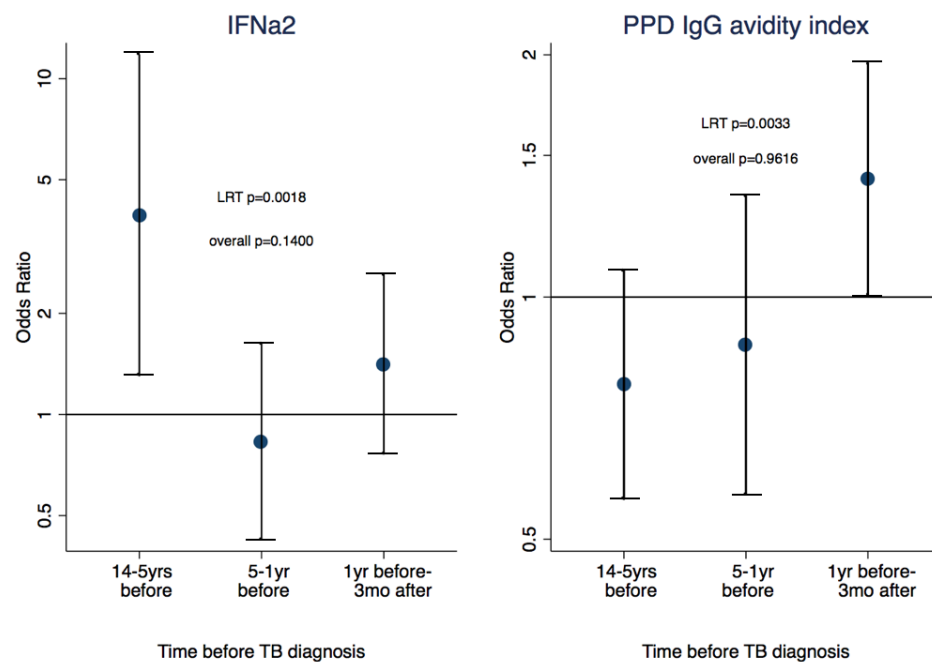 IFNa2
10
5
2
1
0.5
Odds Ratio
LRT p=0.0018
overall p=0.1400
14-5yrs
before
5-1yr
before
1yr before-
3mo after
Time before TB diagnosis
PPD IgG avidity index
2
1.5
1
0.5
Odds Ratio
LRT p=0.0033
overall p=0.9616
14-5yrs
before
5-1yr
before
1yr before-
3mo after
Time before TB diagnosis